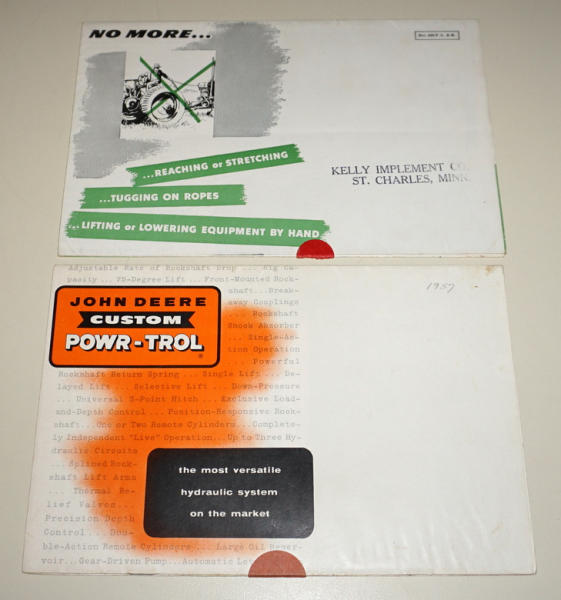 NO MORE...
...REACHING or STRETCHING
...TUGGING ON ROPES
...LIFTING or LOWERING EQUIPMENT BY HAND
KELLY IMPLEMENT CO.
ST. CHARLES, MINN.
Adjustable Rate of Rockshaft Drop ... Big Ca-
pacity ... VD-Degree Lift ... Front-Mounted Rock-
shaft...Break-
away Couplings
... Rockshaft
Shock Absorber
... Single-Ac-
tion Operation
... Powerful
Rockshaft Return Spring ... Single Lift ... De-
layed Lift ... Selective Lift ... Down-Pressure
... Universal 3-Point Hitch ... Exclusive Load-
and-Depth Control ... Position-Responsive Rock-
shaft...One or Two Remote Cylinders...Complete-
ly Independent "Live" Operation...Up to Three Hy-
draulic Circuits
... Splined Rock-
shaft Lift Arms
... Thermal Re-
lief Valves...
Precision Depth
Control ... Dou-
ble-Action Remote Cylinders ... Large Oil Reser-
voir...Gear-Driven Pump...Automatic
JOHN DEERE
CUSTOM
POWR-TROL
®
the most versatile
hydraulic system
on the market
1957